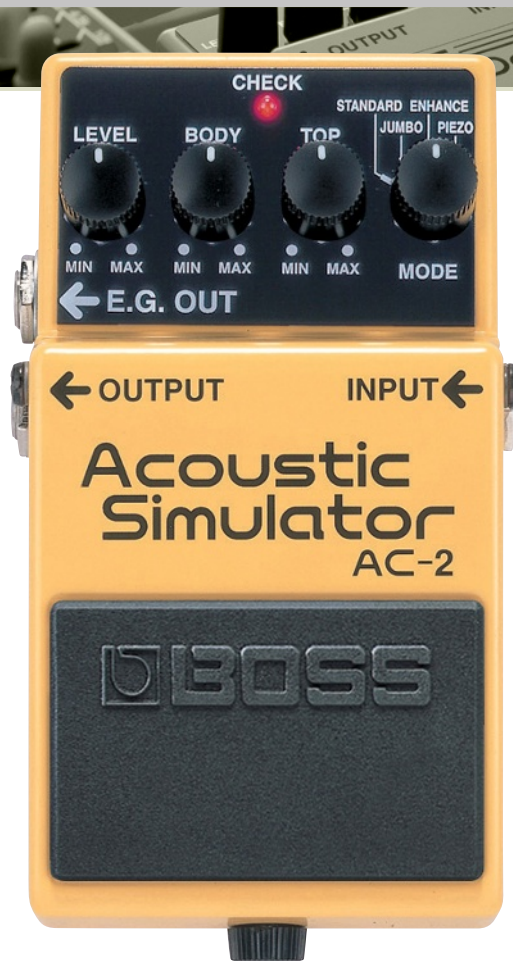 OUTPUT
CHECK
STANDARD ENHANCE
JUMBO PIEZO
LEVEL BODY TOP
MIN MAX MIN MAX MIN MAX MODE
E.G. OUT
OUTPUT INPUT
Acoustic
Simulator
AC-2
BOSS